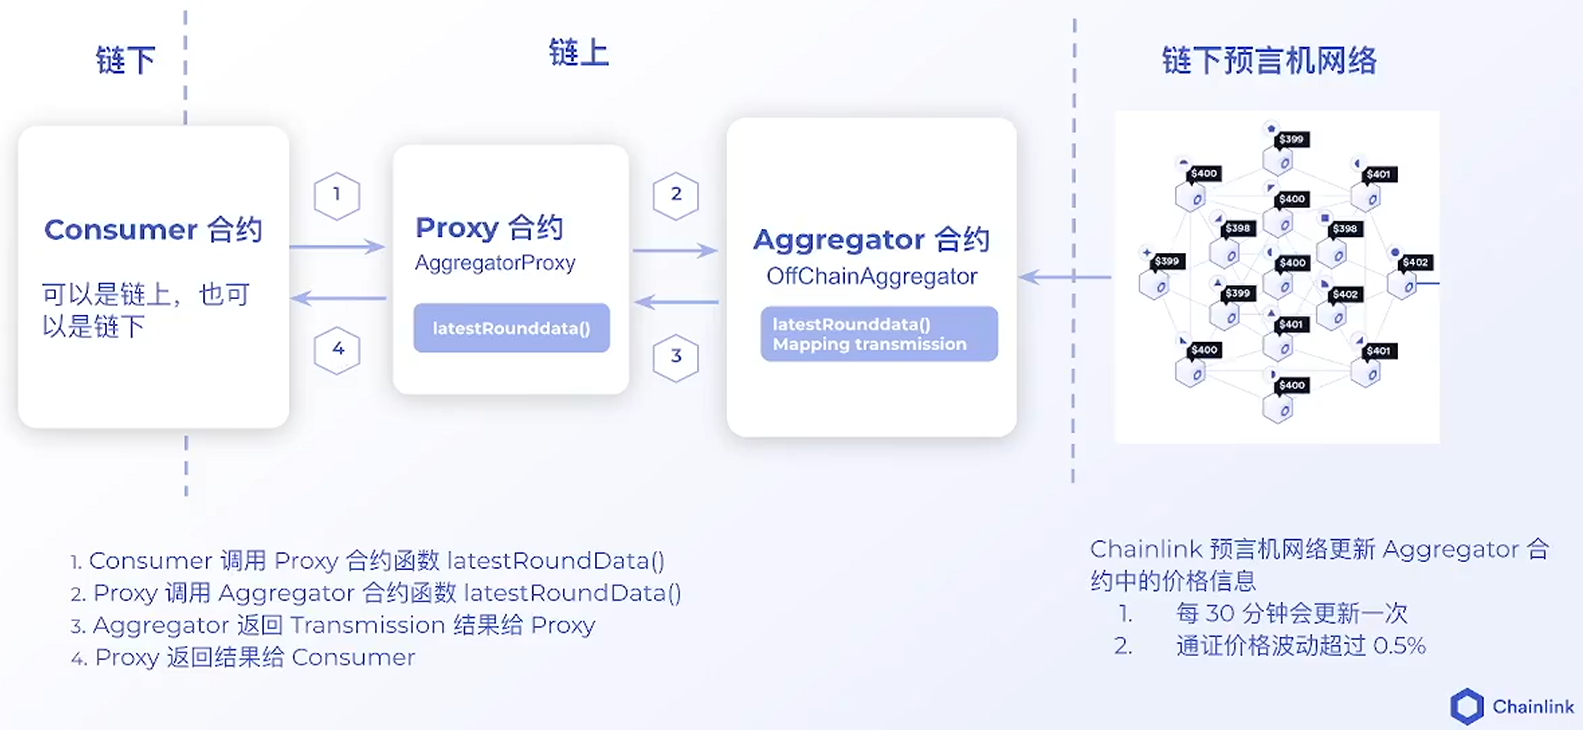 链下
链上
链下预言机网络
Consumer 合约
可以是链上，也可
以是链下
1
4
Proxy 合约
AggregatorProxy
latestRounddata()
2
3
Aggregator 合约
OffChainAggregator
latestRounddata()
Mapping transmission
$399
$400
$401
$400
$398
$398
$399
$400
$402
$399
$402
$401
$400
$401
$400
1. Consumer 调用 Proxy 合约函数 latestRoundData()
2. Proxy 调用 Aggregator 合约函数 latestRoundData()
3. Aggregator 返回 Transmission 结果给 Proxy
4. Proxy 返回结果给 Consumer
Chainlink 预言机网络更新 Aggregator 合
约中的价格信息
1. 每 30 分钟会更新一次
2. 通证价格波动超过 0.5%
Chainlink